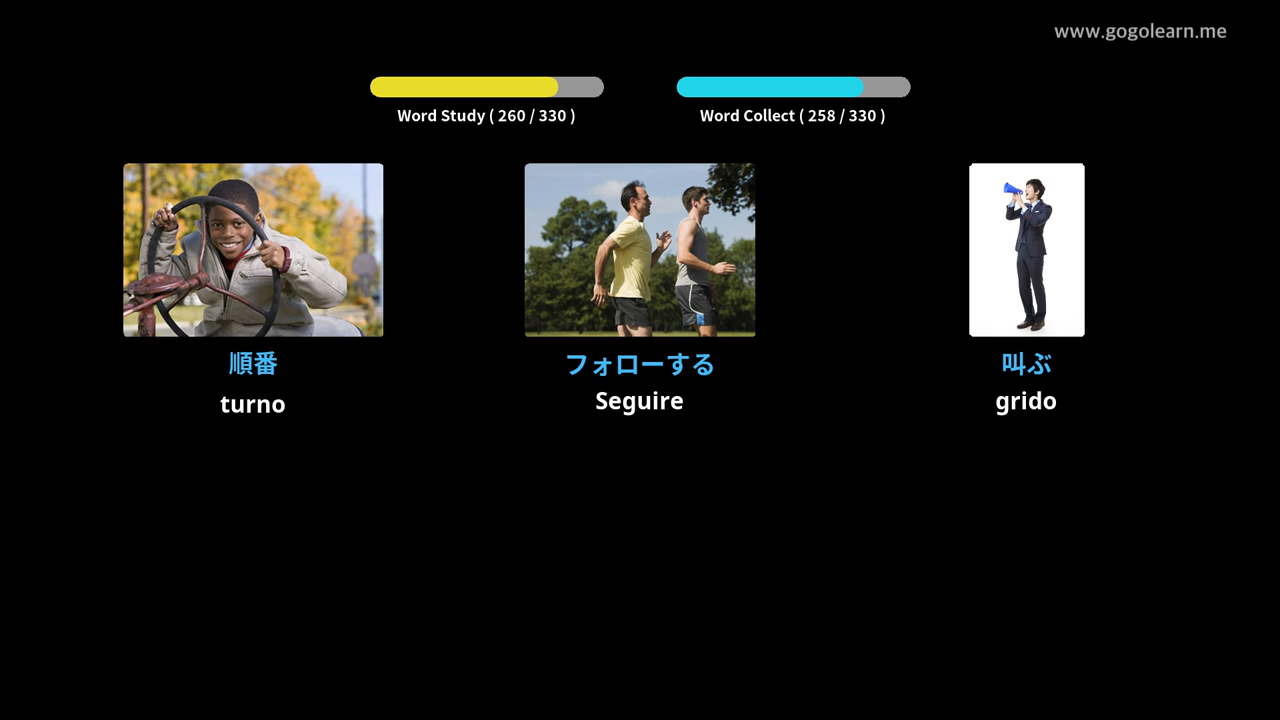 www.gogolearn.me
Word Study ( 260 / 330 )
Word Collect ( 258 / 330 )
順番
turno
フォローする
Seguire
叫ぶ
grido